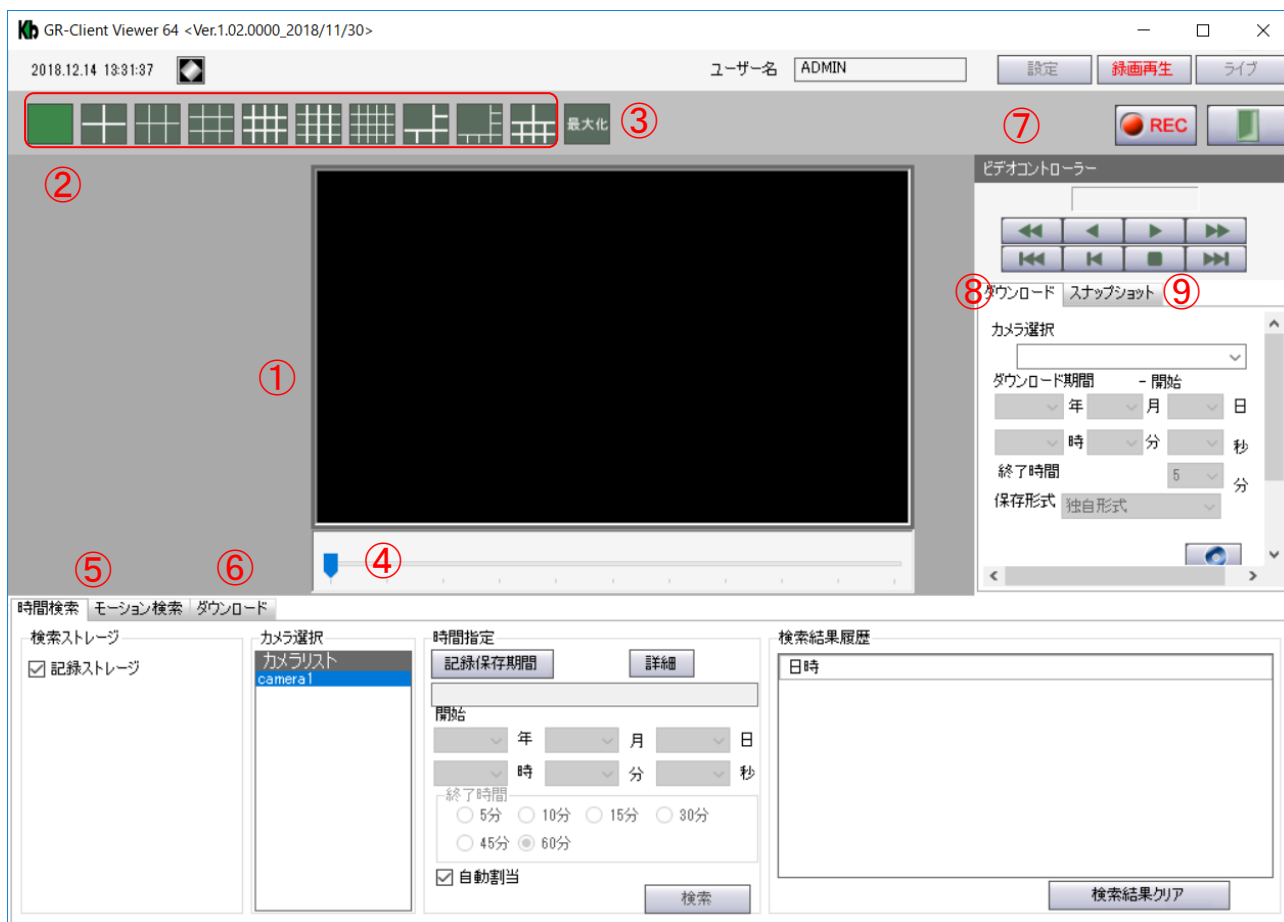 Kb GR-Client Viewer 64 <Ver.1.02.0000_2018/11/30>
2018.12.14 13:31:37 ユーザー名 ADMIN 設定 録画再生 ライブ
最大化 ③ ⑦ REC
② ビデオコントローラー
⑧ ダウンロード スナップショット ⑨
カメラ選択
①
ダウンロード期間 - 開始
年 月 日
時 分 秒
終了時間 5 分
保存形式 独自形式
④
⑤ ⑥
時間検索 モーション検索 ダウンロード
検索ストレージ カメラ選択 時間指定 検索結果履歴
記録ストレージ カメラリスト 記録保存期間 詳細 日時
camera1
開始
年 月 日
時 分 秒
終了時間
5分 10分 15分 30分
45分 60分
自動割当
検索 検索結果クリア